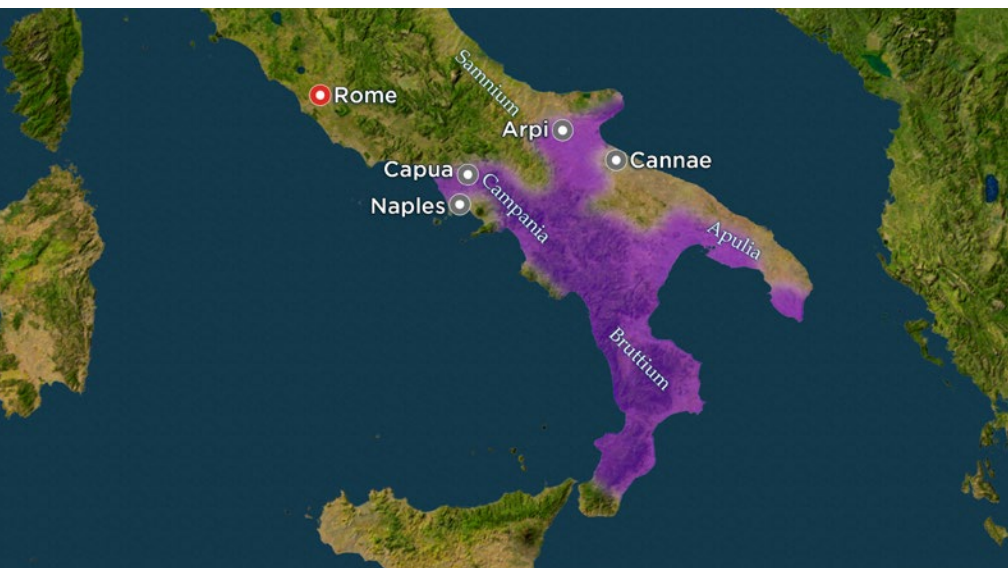 Samnium
Rome
Arpi
Cannae
Capua
Campania
Naples
Apulia
Bruttium